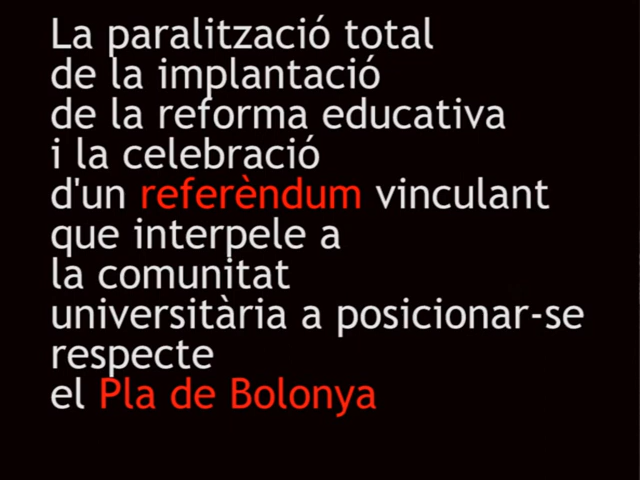 La paralització total
de la implantació
de la reforma educativa
i la celebració
d'un referèndum vinculant
que interpele a
la comunitat
universitària a posicionar-se
respecte
el Pla de Bolonya